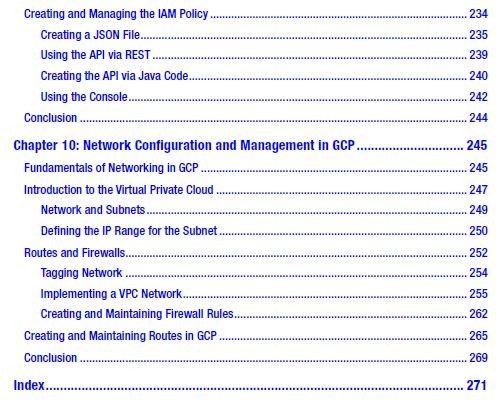 Creating and Managing the IAM Policy ........ 234
Creating a JSON File ........ 235
Using the API via REST ........ 239
Creating the API via Java Code ........ 240
Using the Console ........ 242
Conclusion ........ 244
Chapter 10: Network Configuration and Management in GCP ........ 245
Fundamentals of Networking in GCP ........ 245
Introduction to the Virtual Private Cloud ........ 247
Network and Subnets ........ 249
Defining the IP Range for the Subnet ........ 250
Routes and Firewalls ........ 252
Tagging Network ........ 254
Implementing a VPC Network ........ 255
Creating and Maintaining Firewall Rules ........ 262
Creating and Maintaining Routes in GCP ........ 265
Conclusion ........ 269
Index ........ 271